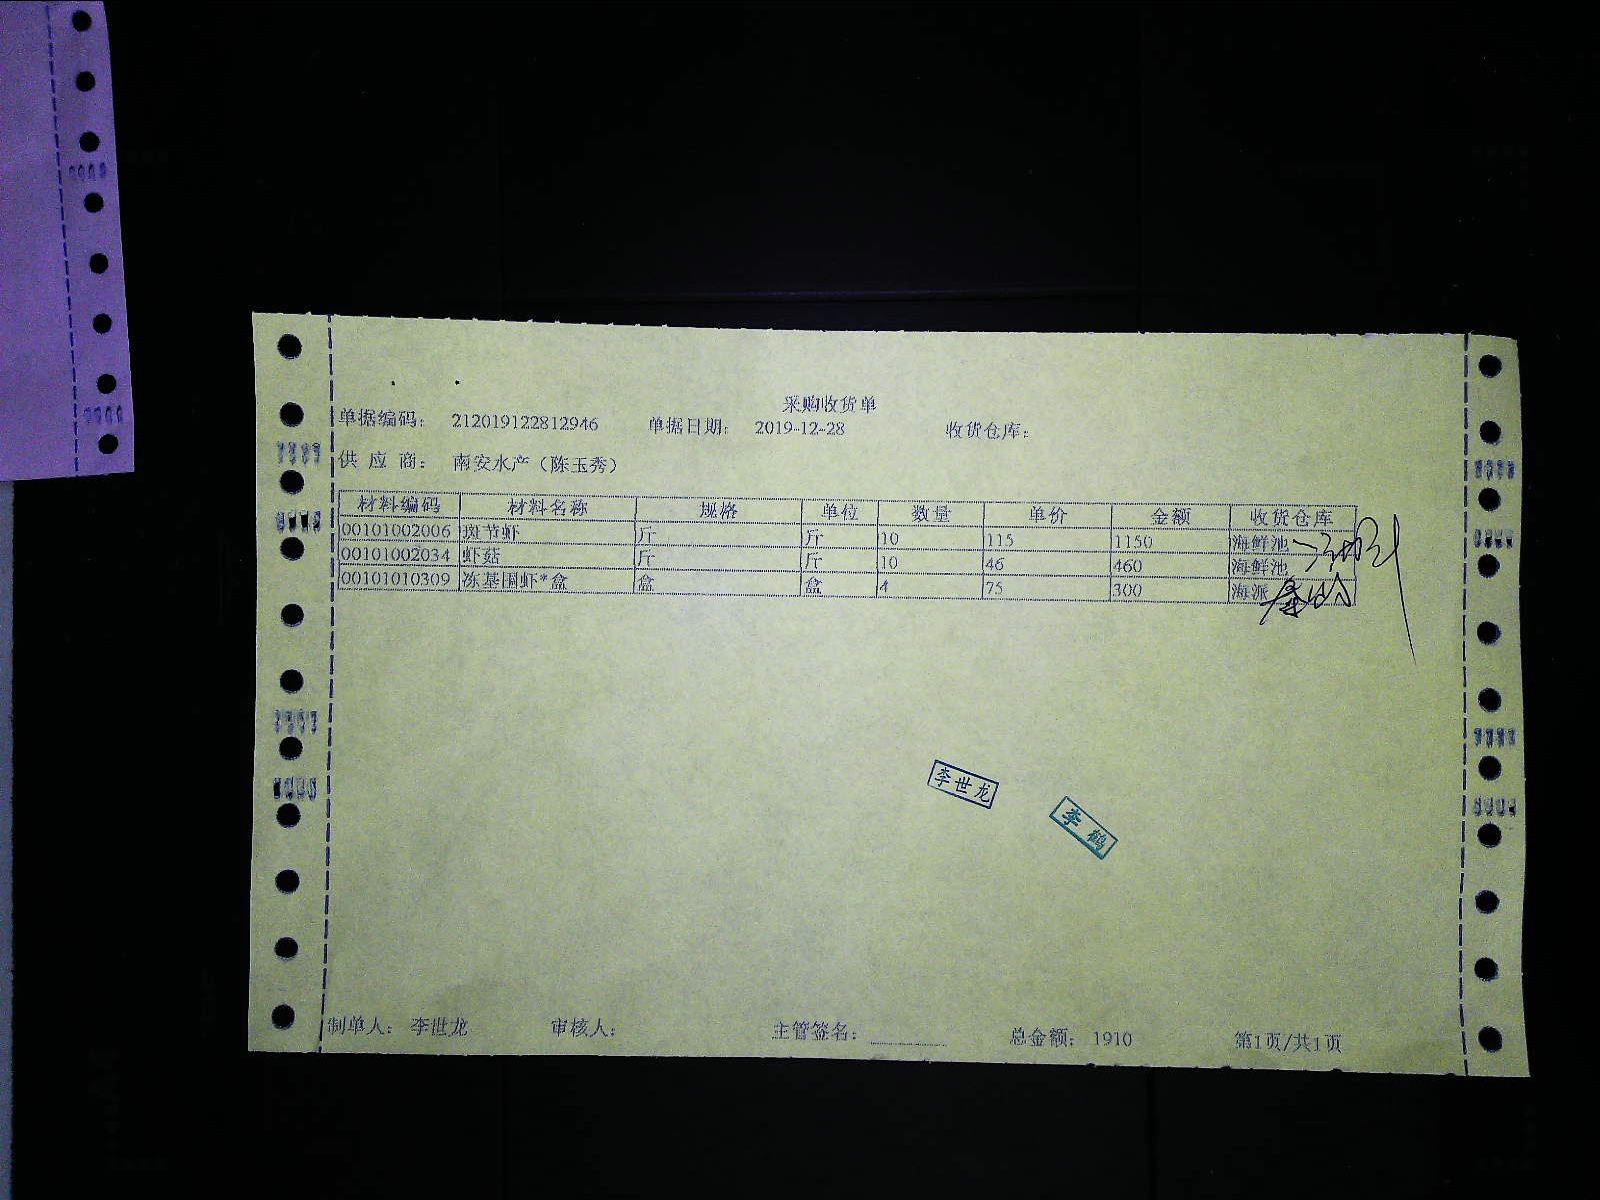 采购收货单
单据编码： 212019122812946 单据日期： 2019-12-28 收货仓库：
供 应 商： 南安水产（陈玉秀）
材料编码 材料名称 规格 单位 数量 单价 金额 收货仓库
00101002006 斑节虾 斤 斤 10 115 1150 海鲜池
00101002034 虾菇 斤 斤 10 46 460 海鲜池
00101010309 冻基围虾*盒 盒 盒 4 75 300 海派
李世龙
李鹤
制单人： 李世龙 审核人： 主管签名： 总金额： 1910 第1页/共1页